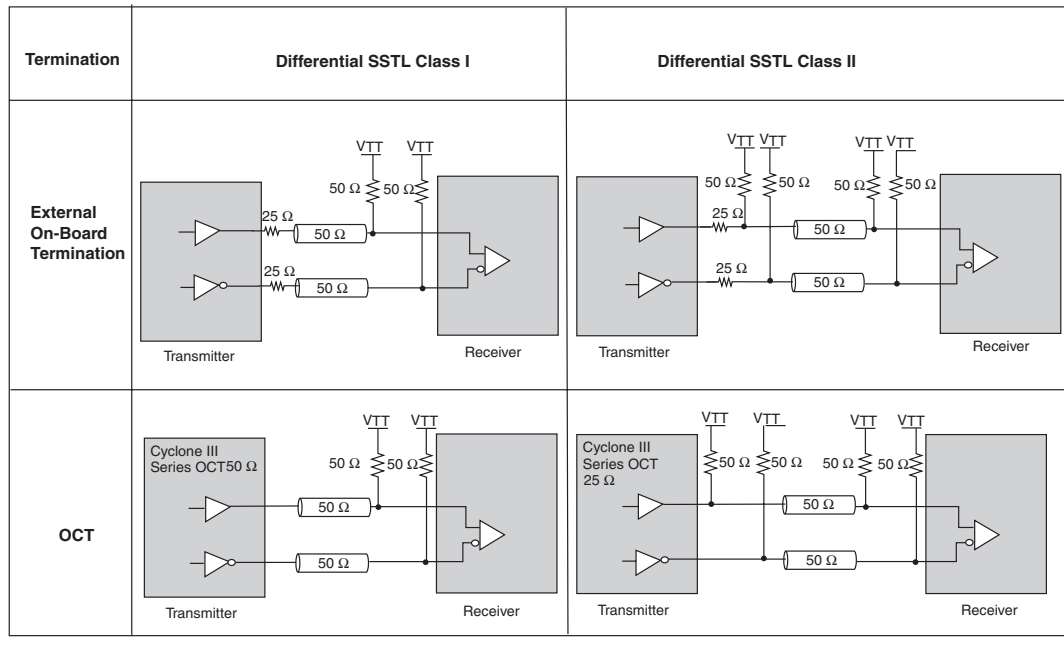 Termination
Differential SSTL Class I
Differential SSTL Class II
External
On-Board
Termination
VTT VTT
50 Ω 50 Ω
25 Ω
50 Ω
25 Ω
50 Ω
Transmitter
Receiver
VTT VTT VTT VTT
50 Ω 50 Ω 50 Ω 50 Ω
25 Ω
50 Ω
25 Ω
50 Ω
Transmitter
Receiver
OCT
Cyclone III
Series OCT50 Ω
VTT VTT
50 Ω 50 Ω
50 Ω
50 Ω
Transmitter
Receiver
Cyclone III
Series OCT
25 Ω
VTT VTT VTT VTT
50 Ω 50 Ω 50 Ω 50 Ω
50 Ω
50 Ω
Transmitter
Receiver